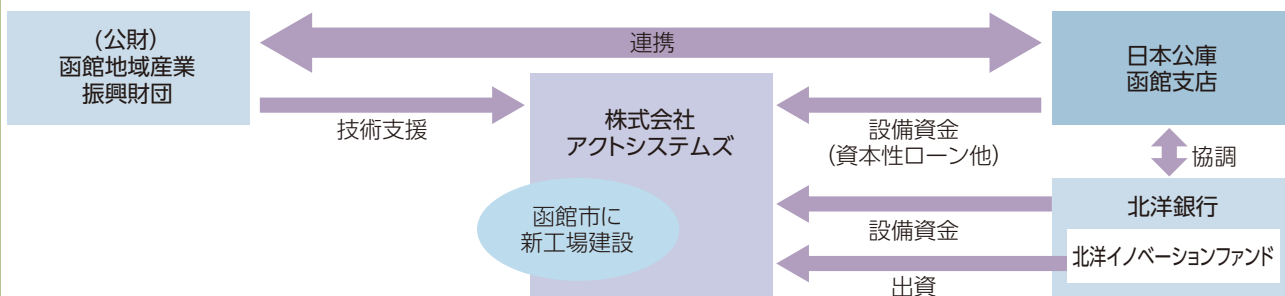 (公財)
函館地域産業
振興財団
連携
日本公庫
函館支店
技術支援
株式会社
アクトシステムズ
設備資金
(資本性ローン他)
協調
函館市に
新工場建設
設備資金
北洋銀行
北洋イノベーションファンド
出資